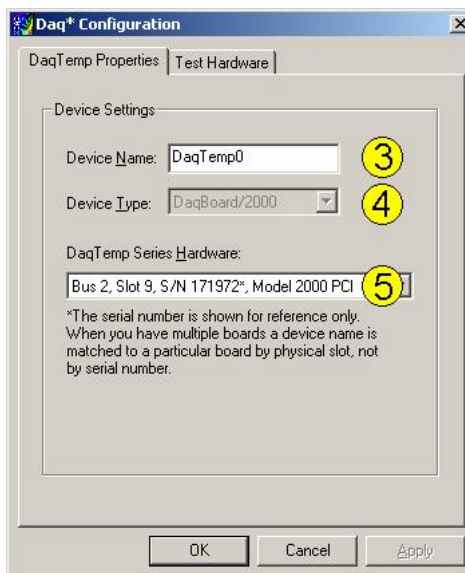 Daq* Configuration
DaqTemp Properties
Test Hardware
Device Settings
Device Name:
DaqTemp0
3
Device Type:
DaqBoard/2000
4
DaqTemp Series Hardware:
Bus 2, Slot 9, S/N 171972*, Model 2000 PCI
5
*The serial number is shown for reference only.
When you have multiple boards a device name is
matched to a particular board by physical slot, not
by serial number.
OK
Cancel
Apply